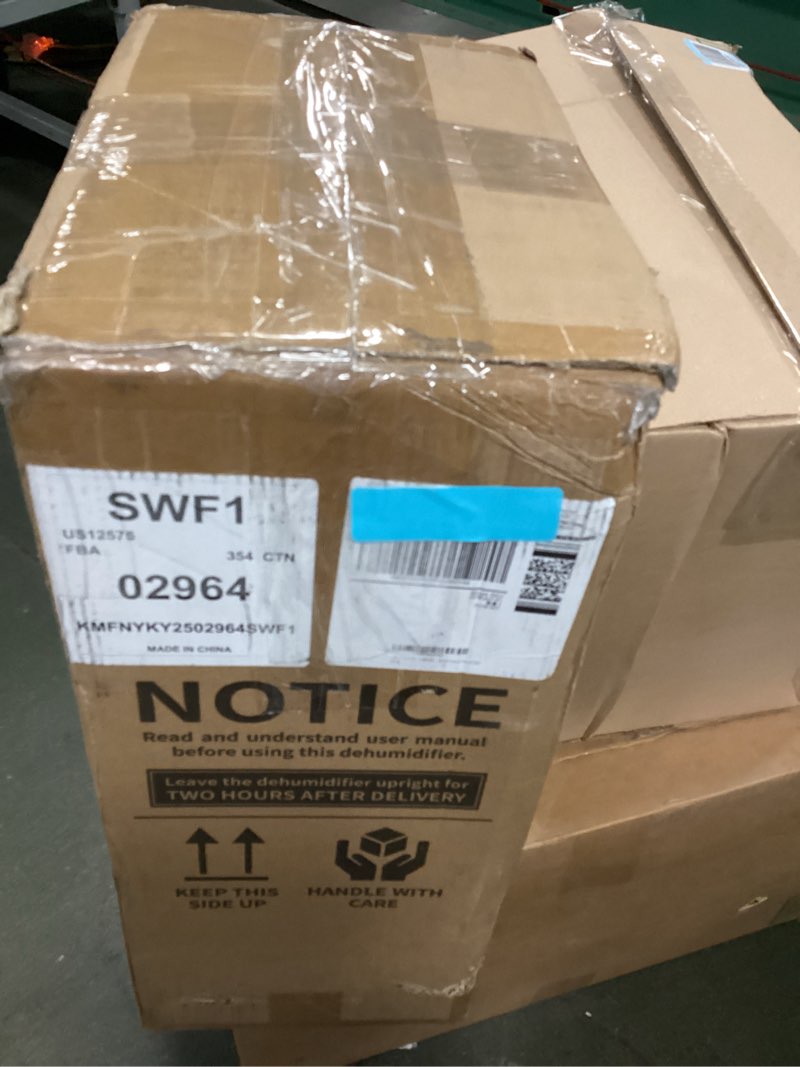 SWF1
US12576
FBA
354 CTN
02964
KMFNYKY2502964SWF1
MADE IN CHINA
NOTICE
Read and understand user manual
before using this dehumidifier.
Leave the dehumidifier upright for
TWO HOURS AFTER DELIVERY
KEEP THIS
SIDE UP
HANDLE WITH
CARE